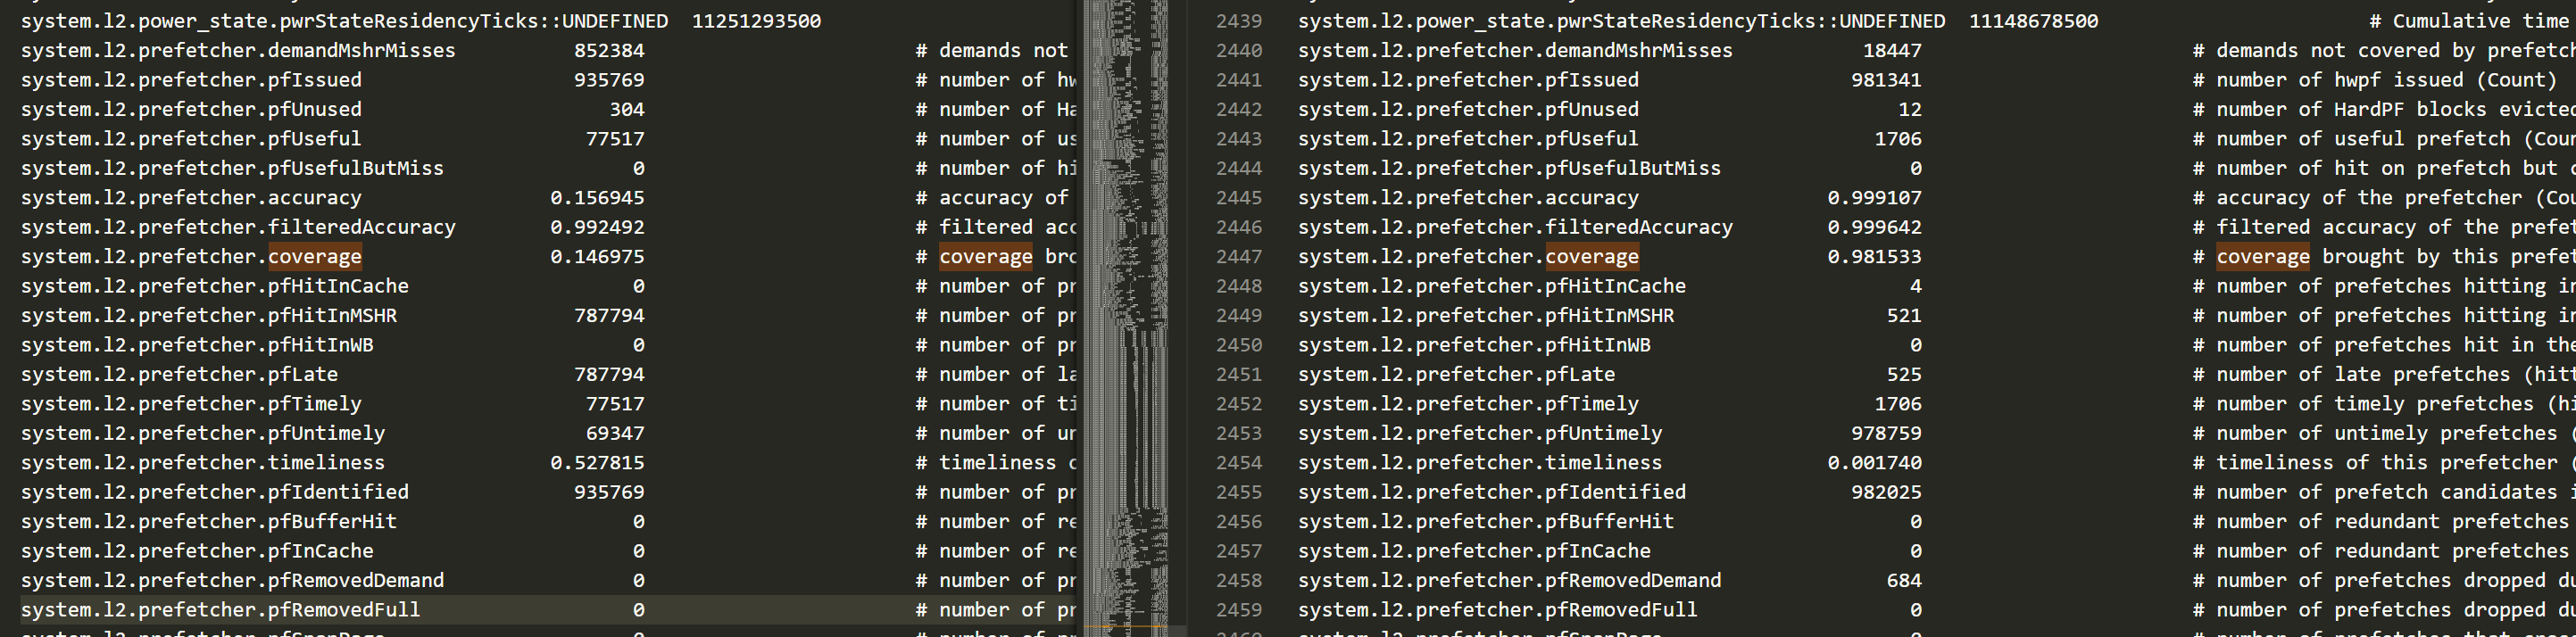 system.l2.power_state.pwrStateResidencyTicks::UNDEFINED  11251293500
system.l2.prefetcher.demandMshrMisses          852384                       # demands not
system.l2.prefetcher.pfIssued                  935769                       # number of hw
system.l2.prefetcher.pfUnused                     304                       # number of Ha
system.l2.prefetcher.pfUseful                   77517                       # number of us
system.l2.prefetcher.pfUsefulButMiss                0                       # number of hi
system.l2.prefetcher.accuracy                0.156945                       # accuracy of
system.l2.prefetcher.filteredAccuracy        0.992492                       # filtered acc
system.l2.prefetcher.coverage                0.146975                       # coverage bro
system.l2.prefetcher.pfHitInCache                   0                       # number of pr
system.l2.prefetcher.pfHitInMSHR               787794                       # number of pr
system.l2.prefetcher.pfHitInWB                      0                       # number of pr
system.l2.prefetcher.pfLate                    787794                       # number of la
system.l2.prefetcher.pfTimely                   77517                       # number of ti
system.l2.prefetcher.pfUntimely                 69347                       # number of un
system.l2.prefetcher.timeliness              0.527815                       # timeliness o
system.l2.prefetcher.pfIdentified              935769                       # number of pr
system.l2.prefetcher.pfBufferHit                    0                       # number of re
system.l2.prefetcher.pfInCache                      0                       # number of re
system.l2.prefetcher.pfRemovedDemand                0                       # number of pr
system.l2.prefetcher.pfRemovedFull                  0                       # number of pr
2439 system.l2.power_state.pwrStateResidencyTicks::UNDEFINED  11148678500                       # Cumulative time
2440 system.l2.prefetcher.demandMshrMisses           18447                       # demands not covered by prefetch
2441 system.l2.prefetcher.pfIssued                  981341                       # number of hwpf issued (Count)
2442 system.l2.prefetcher.pfUnused                      12                       # number of HardPF blocks evicted
2443 system.l2.prefetcher.pfUseful                    1706                       # number of useful prefetch (Coun
2444 system.l2.prefetcher.pfUsefulButMiss                0                       # number of hit on prefetch but c
2445 system.l2.prefetcher.accuracy                0.999107                       # accuracy of the prefetcher (Cou
2446 system.l2.prefetcher.filteredAccuracy        0.999642                       # filtered accuracy of the prefet
2447 system.l2.prefetcher.coverage                0.981533                       # coverage brought by this prefet
2448 system.l2.prefetcher.pfHitInCache                   4                       # number of prefetches hitting in
2449 system.l2.prefetcher.pfHitInMSHR                  521                       # number of prefetches hitting in
2450 system.l2.prefetcher.pfHitInWB                      0                       # number of prefetches hit in the
2451 system.l2.prefetcher.pfLate                       525                       # number of late prefetches (hitt
2452 system.l2.prefetcher.pfTimely                    1706                       # number of timely prefetches (hi
2453 system.l2.prefetcher.pfUntimely                978759                       # number of untimely prefetches (
2454 system.l2.prefetcher.timeliness              0.001740                       # timeliness of this prefetcher (
2455 system.l2.prefetcher.pfIdentified              982025                       # number of prefetch candidates i
2456 system.l2.prefetcher.pfBufferHit                    0                       # number of redundant prefetches
2457 system.l2.prefetcher.pfInCache                      0                       # number of redundant prefetches
2458 system.l2.prefetcher.pfRemovedDemand              684                       # number of prefetches dropped du
2459 system.l2.prefetcher.pfRemovedFull                  0                       # number of prefetches dropped du